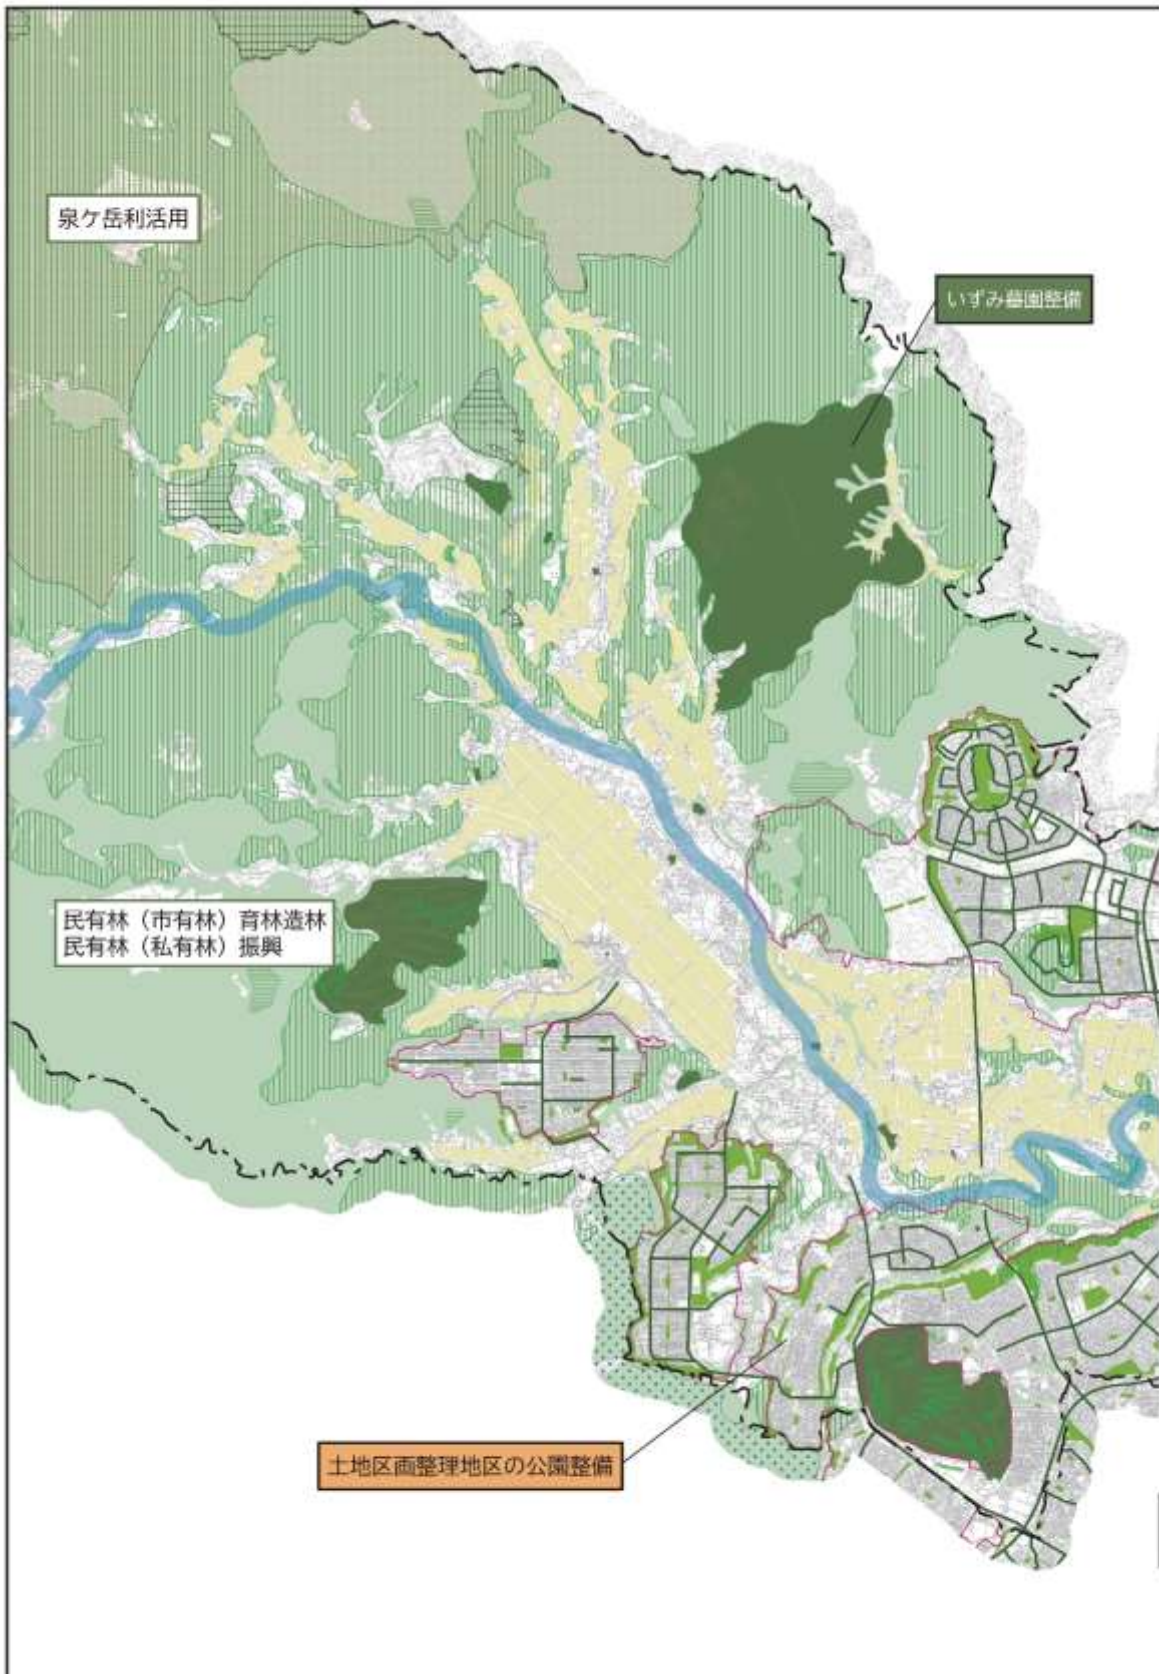 泉ケ岳利活用
いずみ墓園整備
民有林（市有林）育林造林
民有林（私有林）振興
土地区画整理地区の公園整備